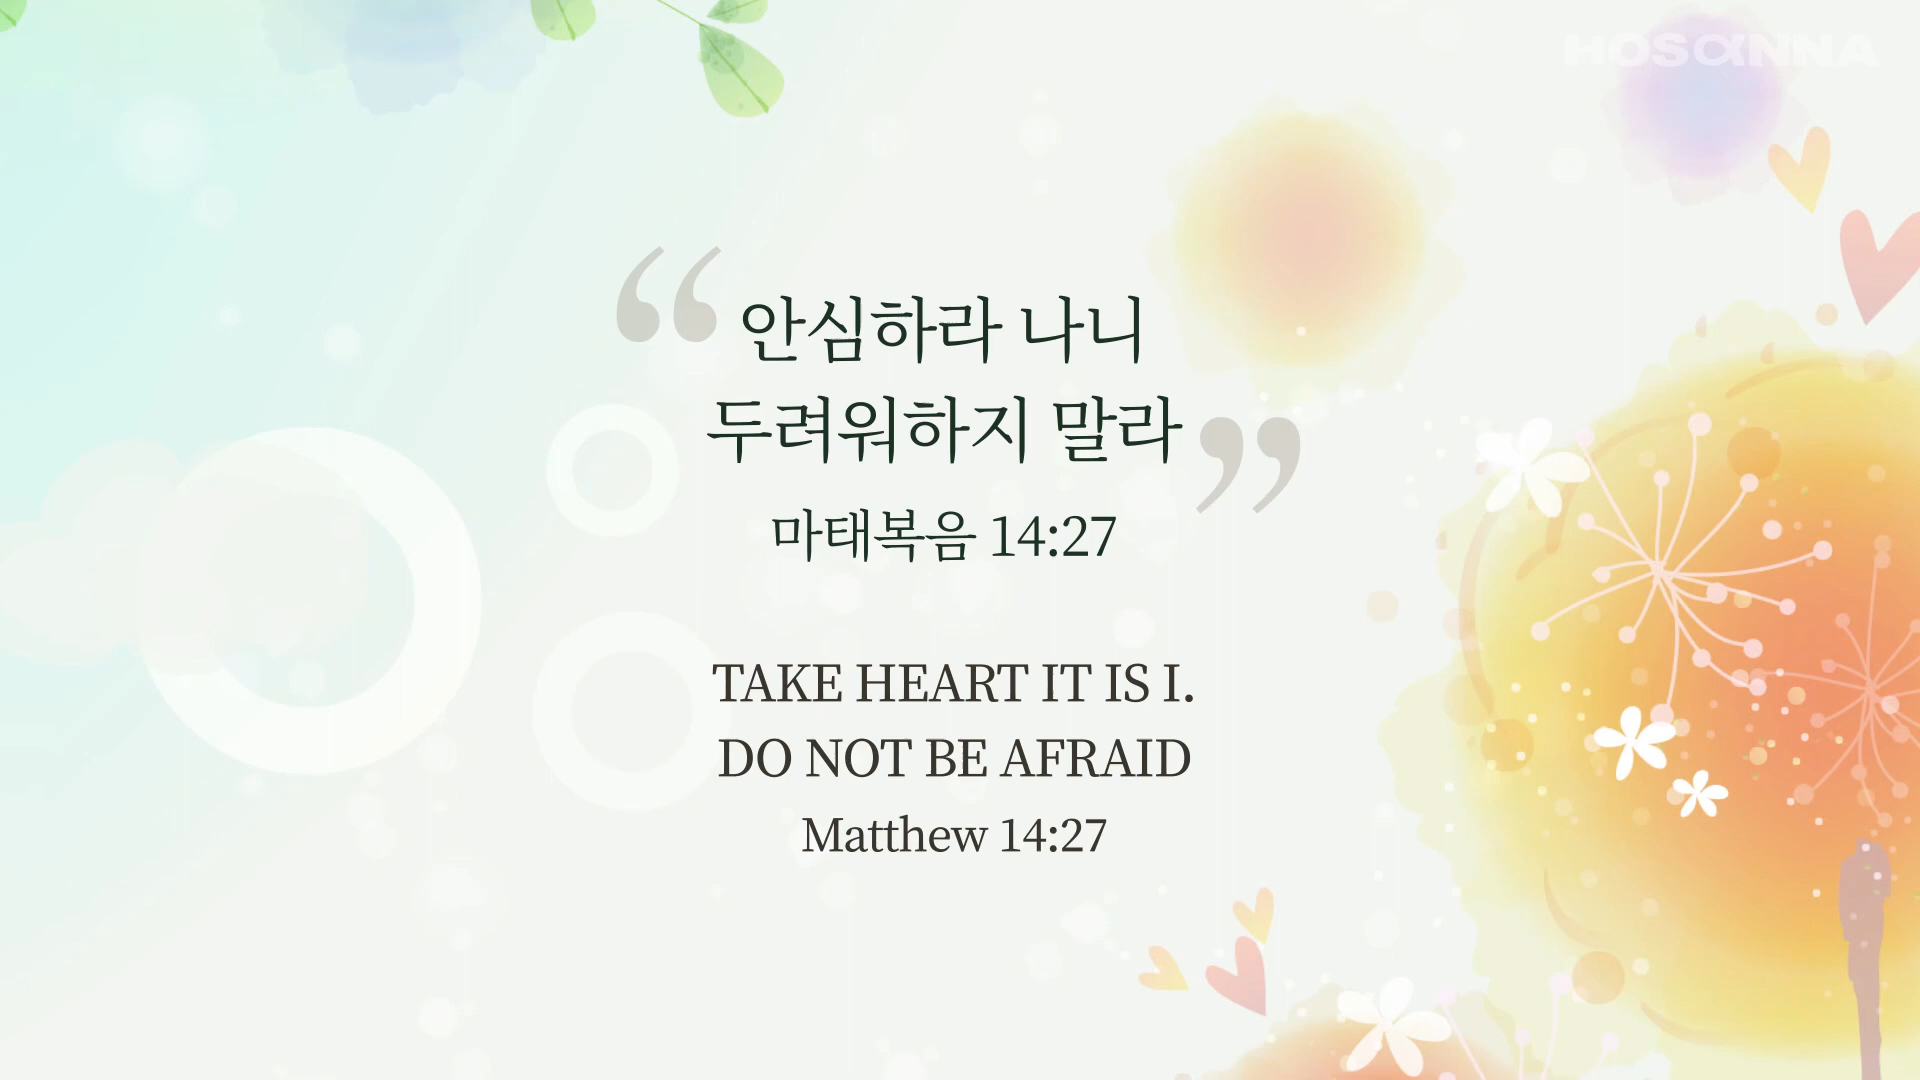 HOSANNA
“안심하라 나니
두려워하지 말라”
마태복음 14:27
TAKE HEART IT IS I.
DO NOT BE AFRAID
Matthew 14:27